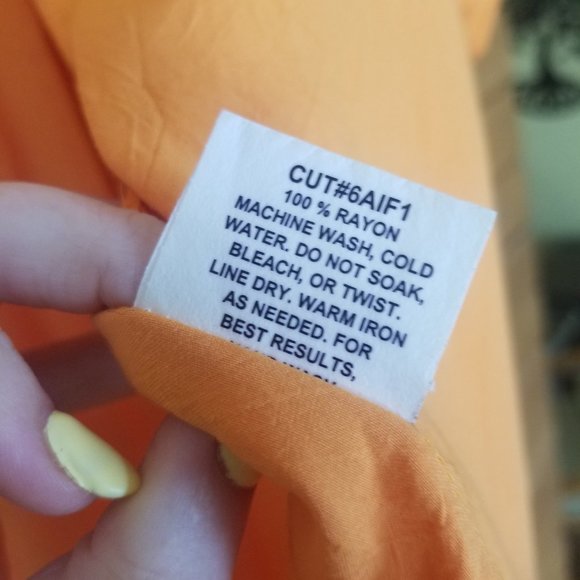 CUT#6AIF1
100 % RAYON
MACHINE WASH, COLD
WATER. DO NOT SOAK,
BLEACH, OR TWIST.
LINE DRY. WARM IRON
AS NEEDED. FOR
BEST RESULTS,